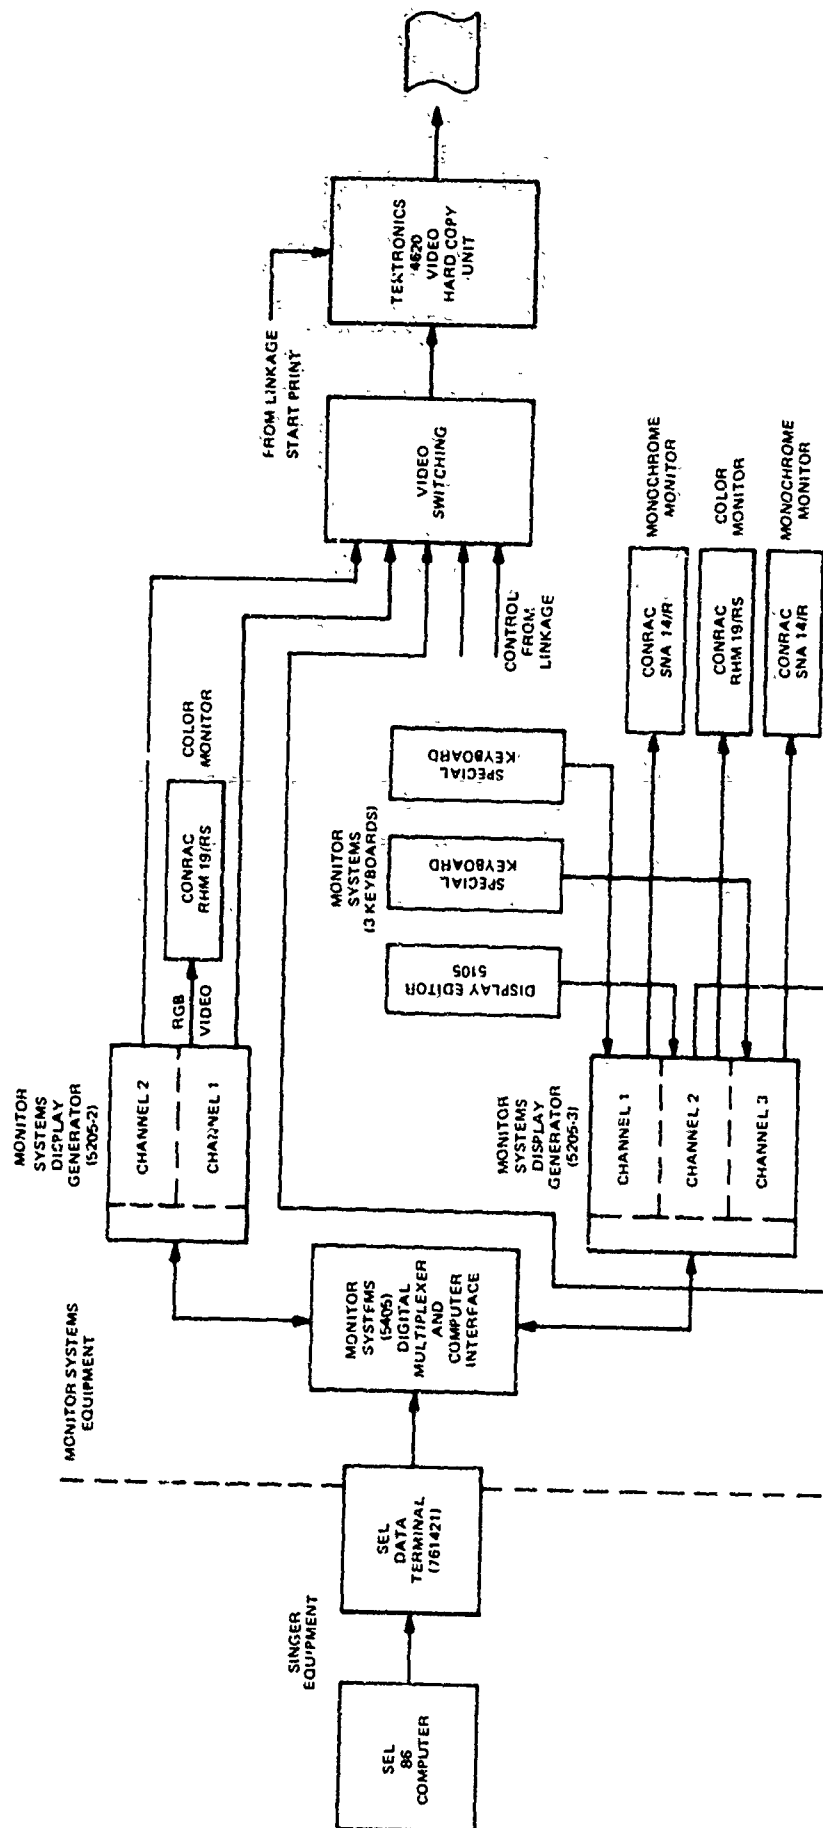 SINGER
EQUIPMENT
SEL
86
COMPUTER
SEL
DATA
TERMINAL
(761421)
MONITOR SYSTEMS
EQUIPMENT
MONITOR
SYSTEMS
(5405)
DIGITAL
MULTIPLEXER
AND
COMPUTER
INTERFACE
MONITOR
SYSTEMS
DISPLAY
GENERATOR
(5205-2)
CHANNEL 2
CHANNEL 1
RGB
VIDEO
CONRAC
RHM 19/RS
COLOR
MONITOR
MONITOR
SYSTEMS
DISPLAY
GENERATOR
(5205-3)
CHANNEL 1
CHANNEL 2
CHANNEL 3
MONITOR
SYSTEMS
(3 KEYBOARDS)
DISPLAY EDITOR
5105
SPECIAL
KEYBOARD
SPECIAL
KEYBOARD
CONTROL
FROM
LINKAGE
VIDEO
SWITCHING
FROM LINKAGE
START PRINT
TEKTRONICS
4620
VIDEO
HARD COPY
UNIT
CONRAC
SNA 14/R
MONOCHROME
MONITOR
CONRAC
RHM 19/RS
COLOR
MONITOR
CONRAC
SNA 14/R
MONOCHROME
MONITOR